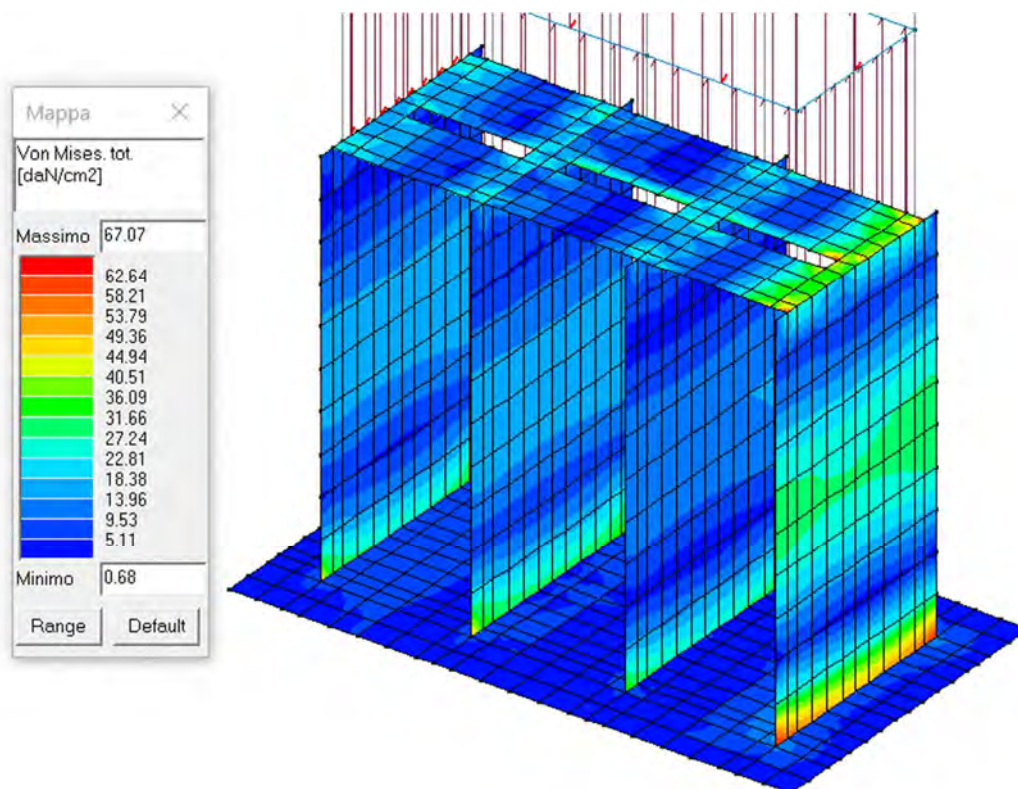 Mappa
Von Mises. tot.
[daN/cm2]
Massimo 67.07
62.64
58.21
53.79
49.36
44.94
40.51
36.09
31.66
27.24
22.81
18.38
13.96
9.53
5.11
Minimo 0.68
Range Default